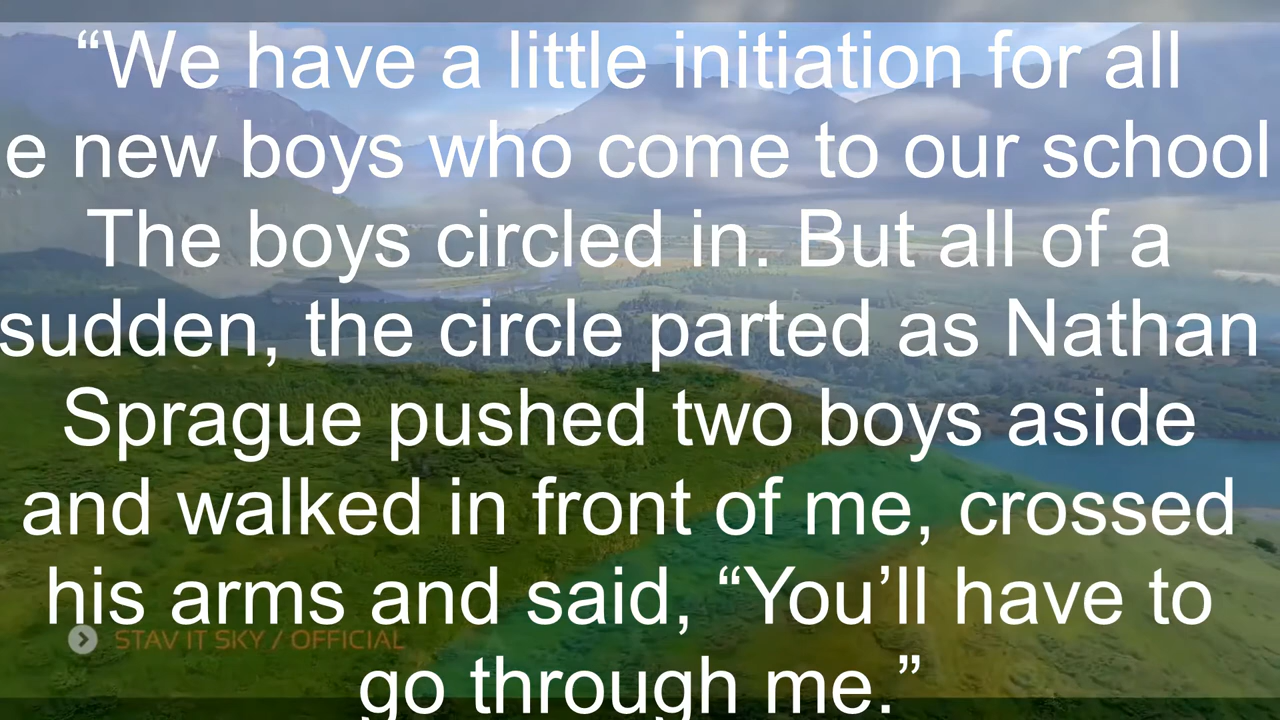 “We have a little initiation for all
e new boys who come to our school
The boys circled in. But all of a
sudden, the circle parted as Nathan
Sprague pushed two boys aside
and walked in front of me, crossed
his arms and said, “You’ll have to
STAV IT SKY / OFFICIAL
go through me.”